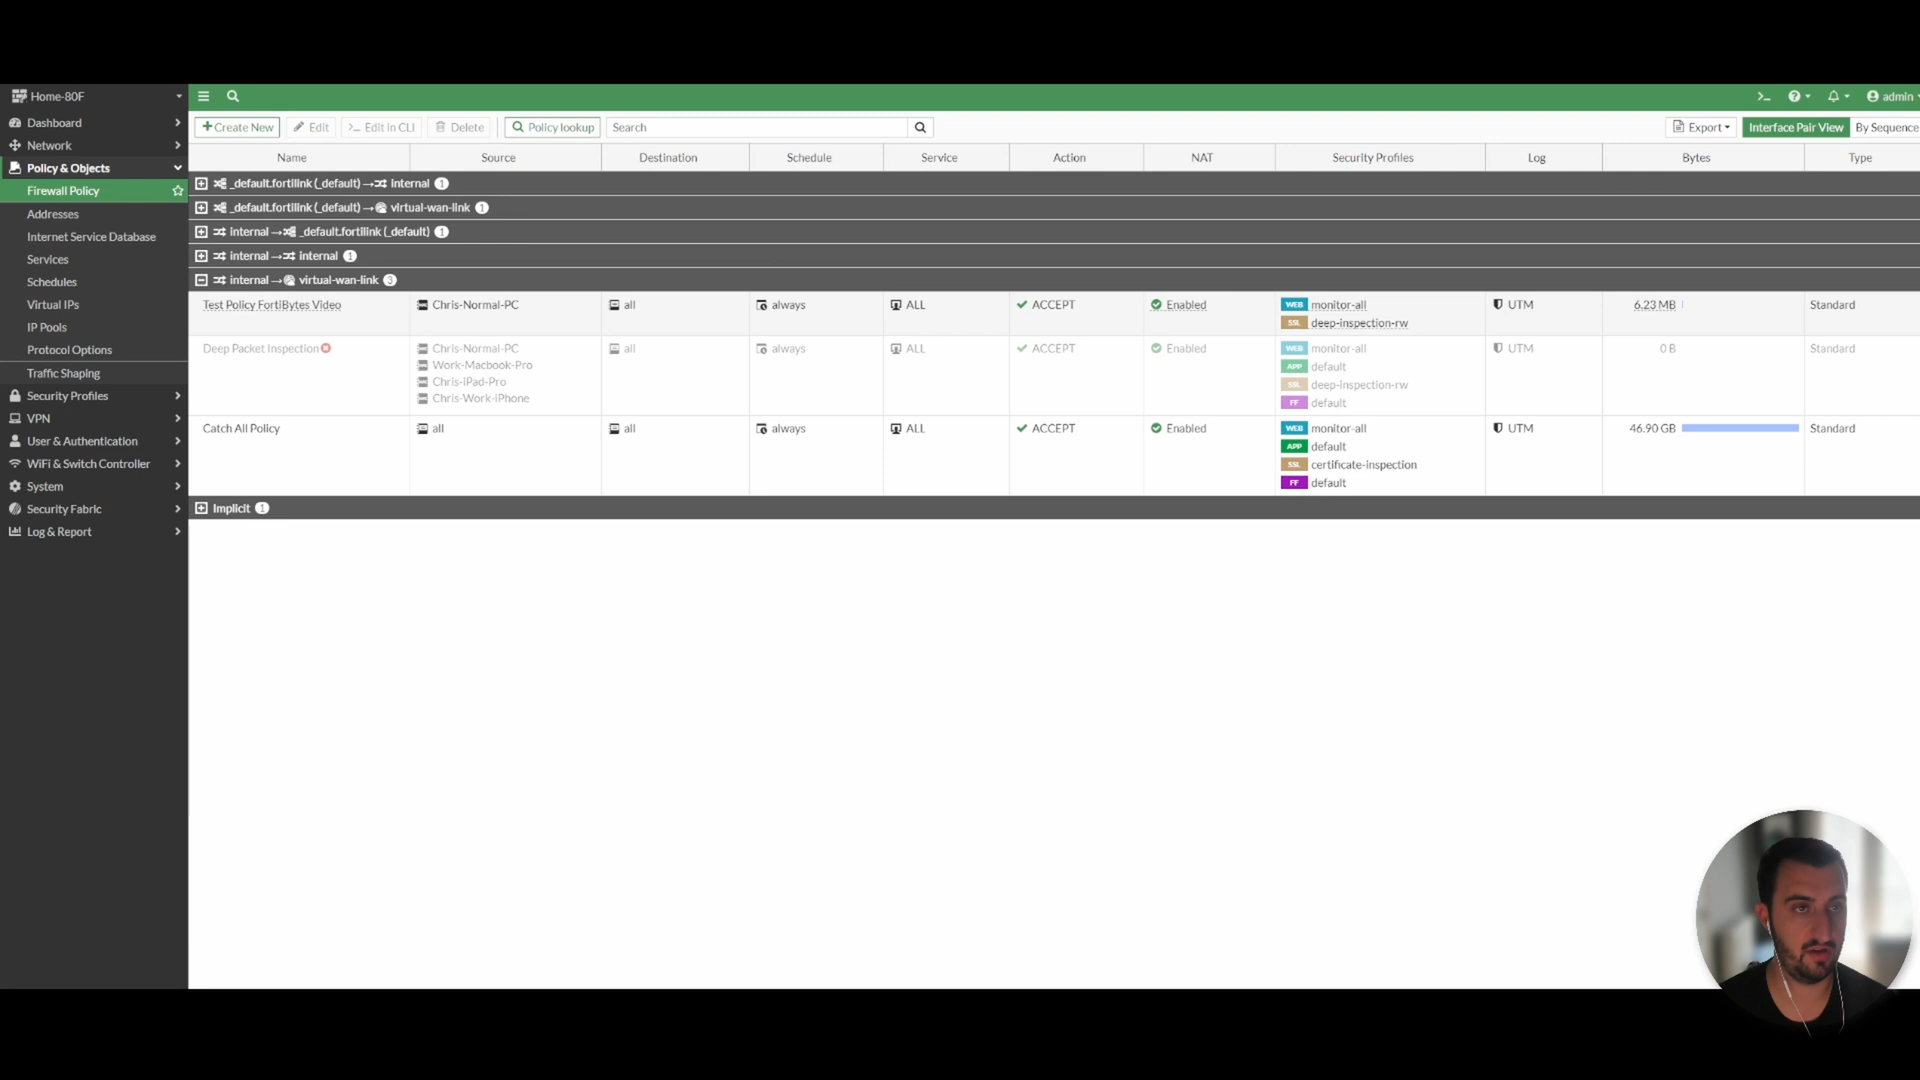 Home-80F
admin
Dashboard
Network
Policy & Objects
Firewall Policy
Addresses
Internet Service Database
Services
Schedules
Virtual IPs
IP Pools
Protocol Options
Traffic Shaping
Security Profiles
VPN
User & Authentication
WiFi & Switch Controller
System
Security Fabric
Log & Report
+Create New Edit >_ Edit in CLI Delete Policy lookup Search Export Interface Pair View By Sequence
Name Source Destination Schedule Service Action NAT Security Profiles Log Bytes Type
_default.fortilink (_default) → internal 1
_default.fortilink (_default) → virtual-wan-link 1
internal → _default.fortilink (_default) 1
internal → internal 1
internal → virtual-wan-link 3
Test Policy FortiBytes Video Chris-Normal-PC all always ALL ACCEPT Enabled WEB monitor-all UTM 6.23 MB Standard
SSL deep-inspection-rw
Deep Packet Inspection Chris-Normal-PC all always ALL ACCEPT Enabled WEB monitor-all UTM 0 B Standard
Work-Macbook-Pro APP default
Chris-iPad-Pro SSL deep-inspection-rw
Chris-Work-iPhone FF default
Catch All Policy all all always ALL ACCEPT Enabled WEB monitor-all UTM 46.90 GB Standard
APP default
SSL certificate-inspection
FF default
Implicit 1